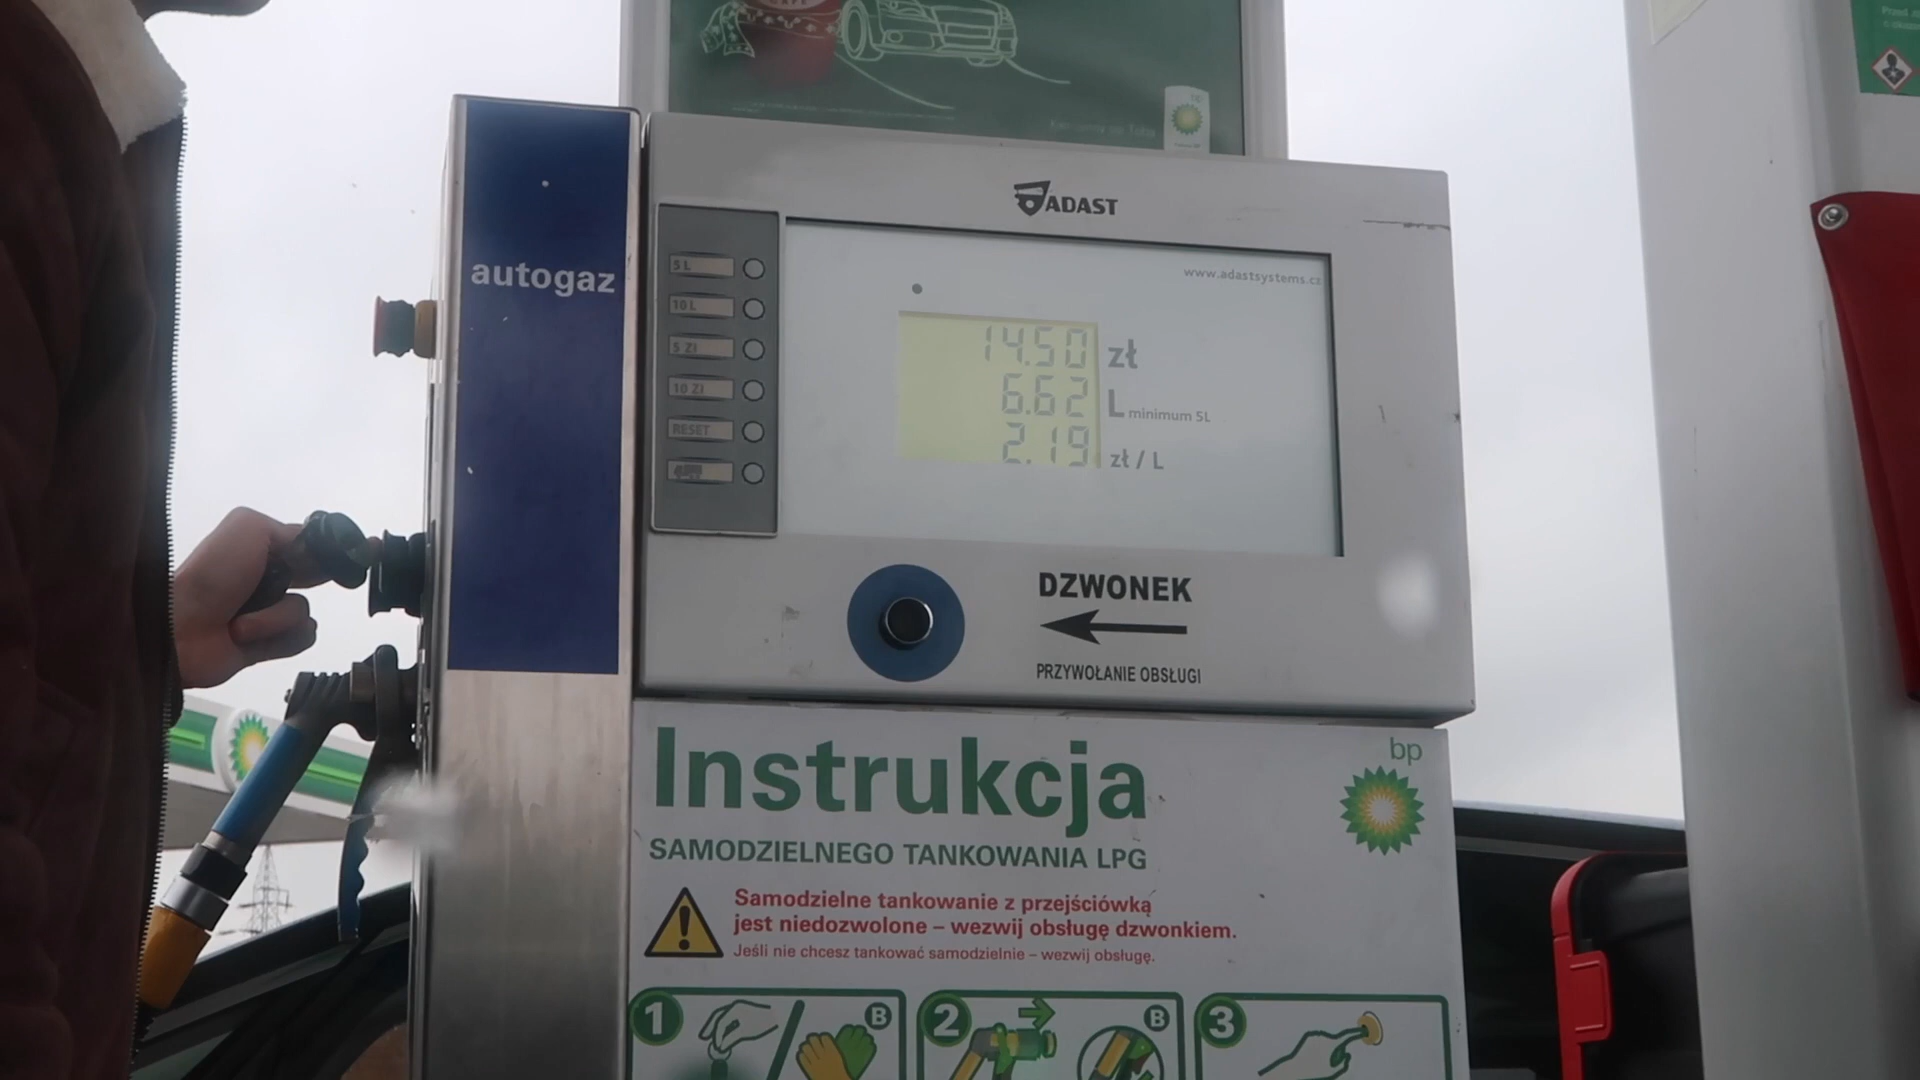 bp
ADAST
autogaz
www.adastsystems.cz
5 L
10 L
5 Zł
10 Zł
RESET
14.50 zł
6.62 L minimum 5L
2.19 zł / L
DZWONEK
PRZYWOŁANIE OBSŁUGI
Instrukcja
bp
SAMODZIELNEGO TANKOWANIA LPG
Samodzielne tankowanie z przejściówką
jest niedozwolone – wezwij obsługę dzwonkiem.
Jeśli nie chcesz tankować samodzielnie – wezwij obsługę.
1 B 2 B 3